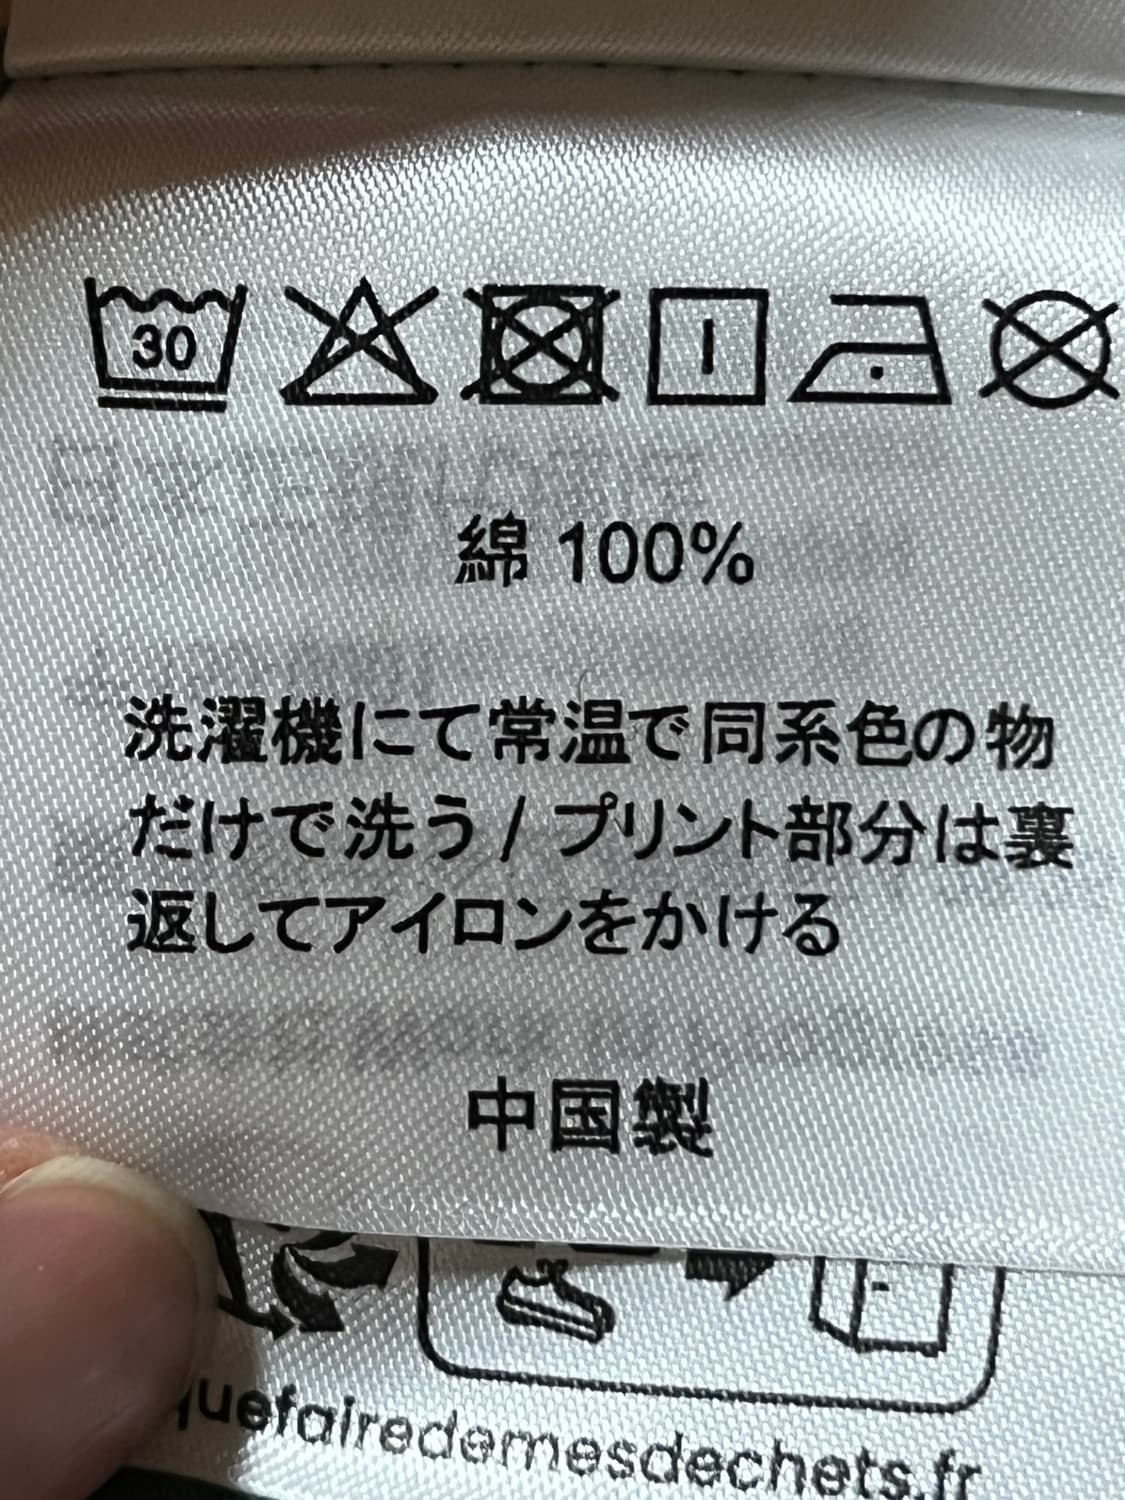 30
綿 100%
洗濯機にて常温で同系色の物
だけで洗う / プリント部分は裏
返してアイロンをかける
中国製
quefairedemesdechets.fr